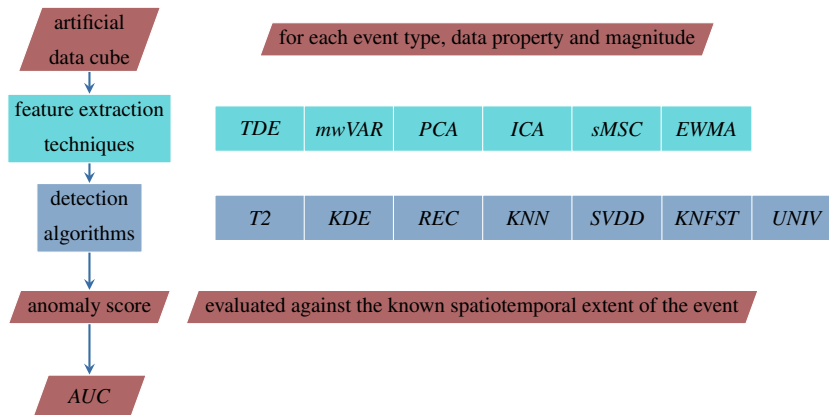 artificial
data cube
for each event type, data property and magnitude
feature extraction
techniques
TDE mwVAR PCA ICA sMSC EWMA
detection
algorithms
T2 KDE REC KNN SVDD KNFST UNIV
anomaly score
evaluated against the known spatiotemporal extent of the event
AUC